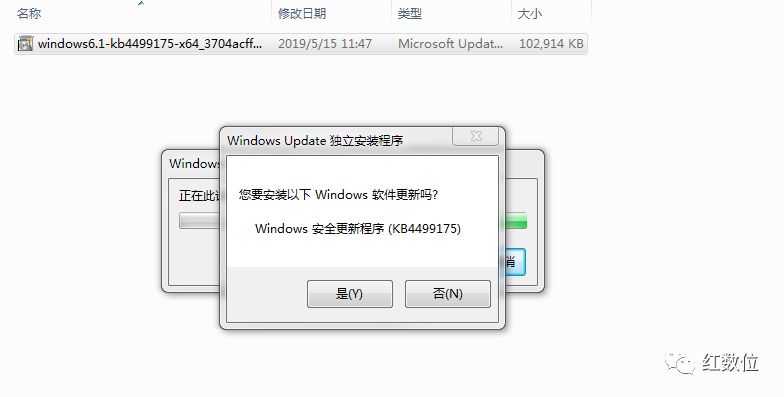 名称 修改日期 类型 大小
windows6.1-kb4499175-x64_3704acff... 2019/5/15 11:47 Microsoft Updat... 102,914 KB
Windows Update 独立安装程序
Windows
正在此
您要安装以下 Windows 软件更新吗?
Windows 安全更新程序 (KB4499175)
消
是(Y) 否(N)
红数位